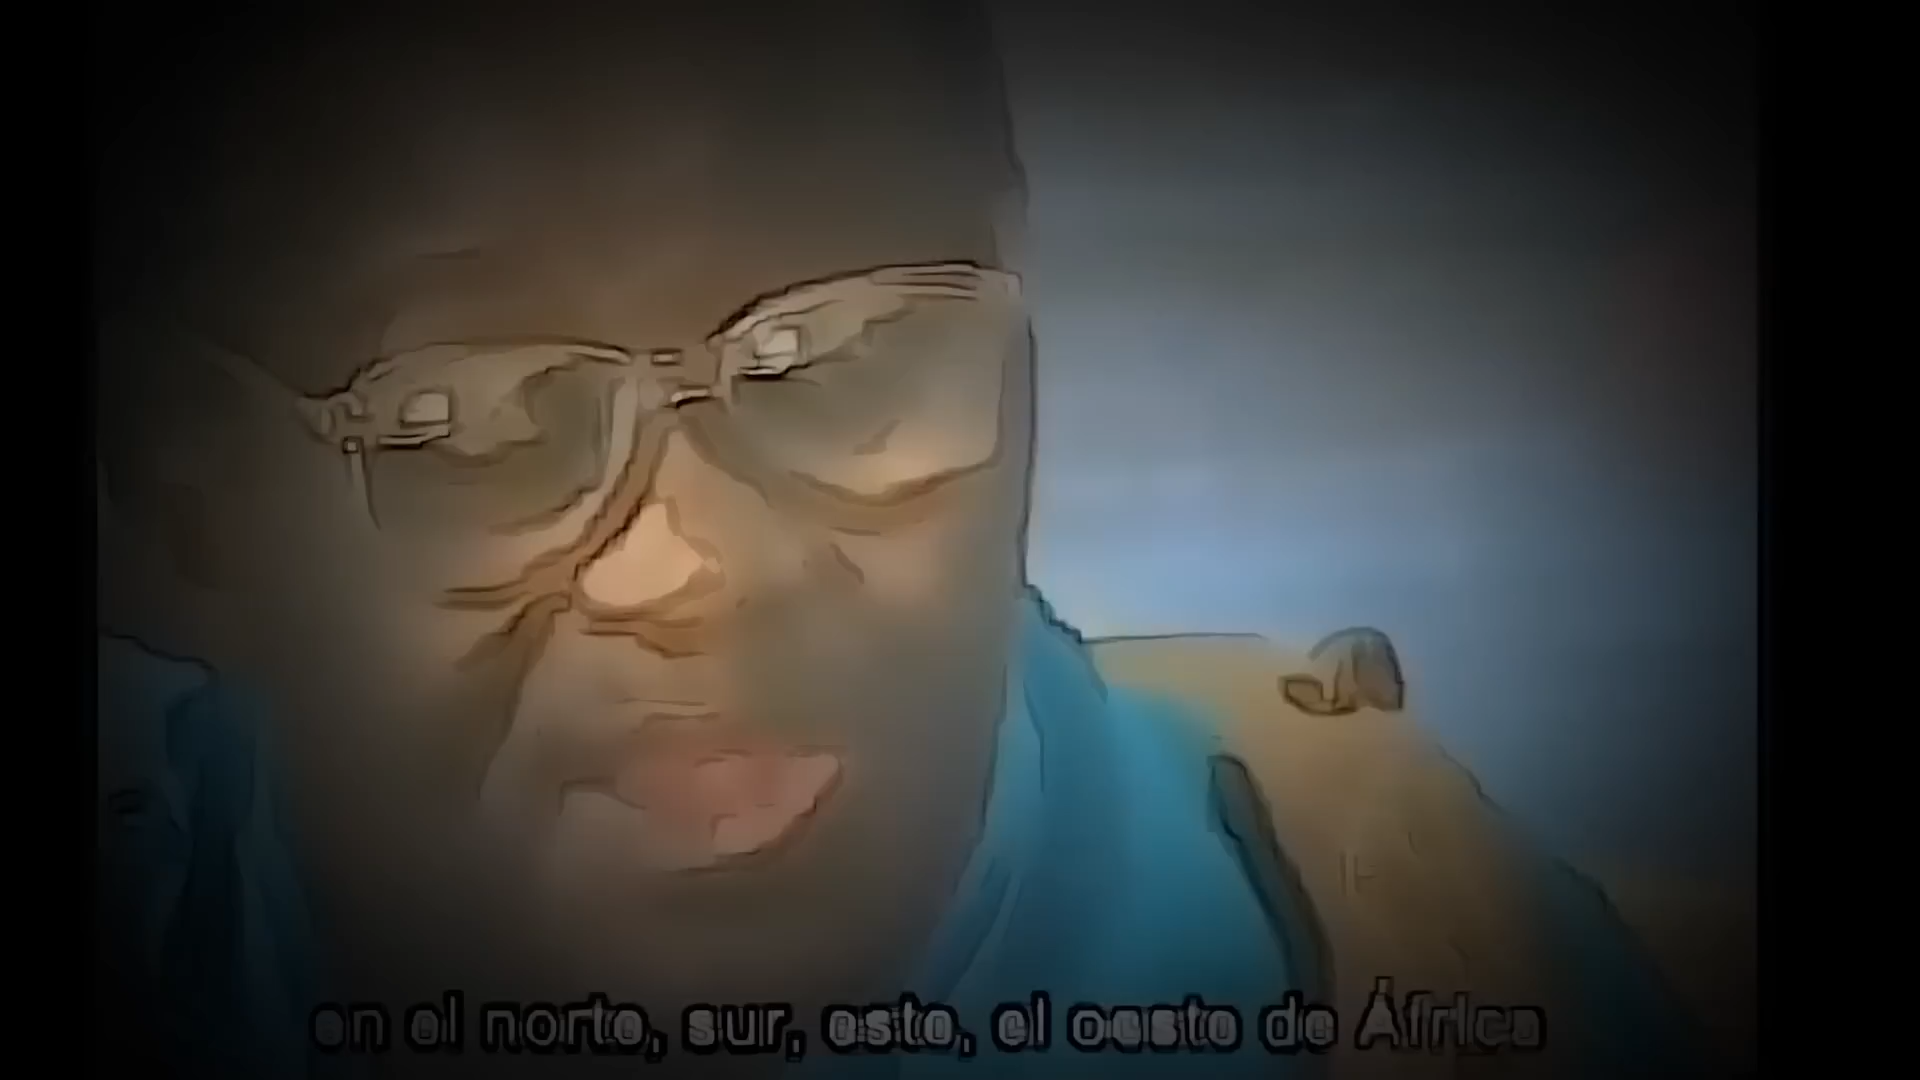 en el norte, sur, este, el oeste de África